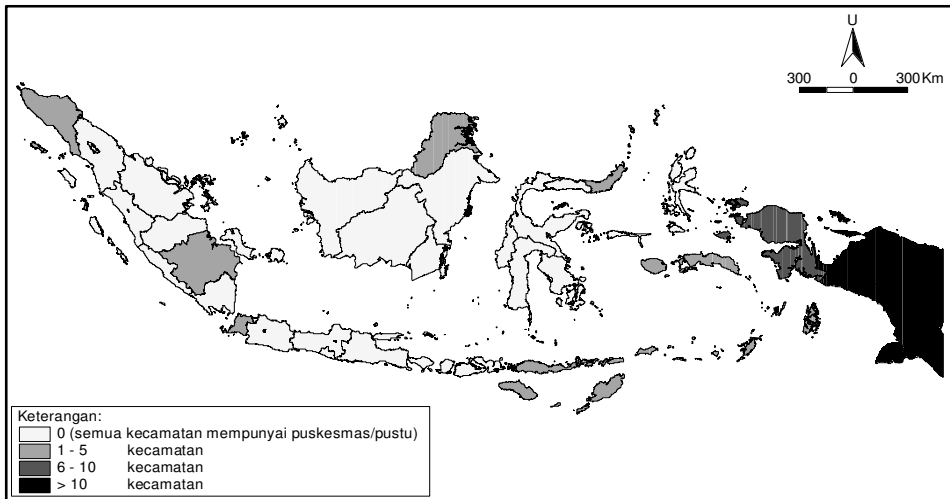 U
300 0 300 Km
Keterangan:
0 (semua kecamatan mempunyai puskesmas/pustu)
1 - 5 kecamatan
6 - 10 kecamatan
> 10 kecamatan